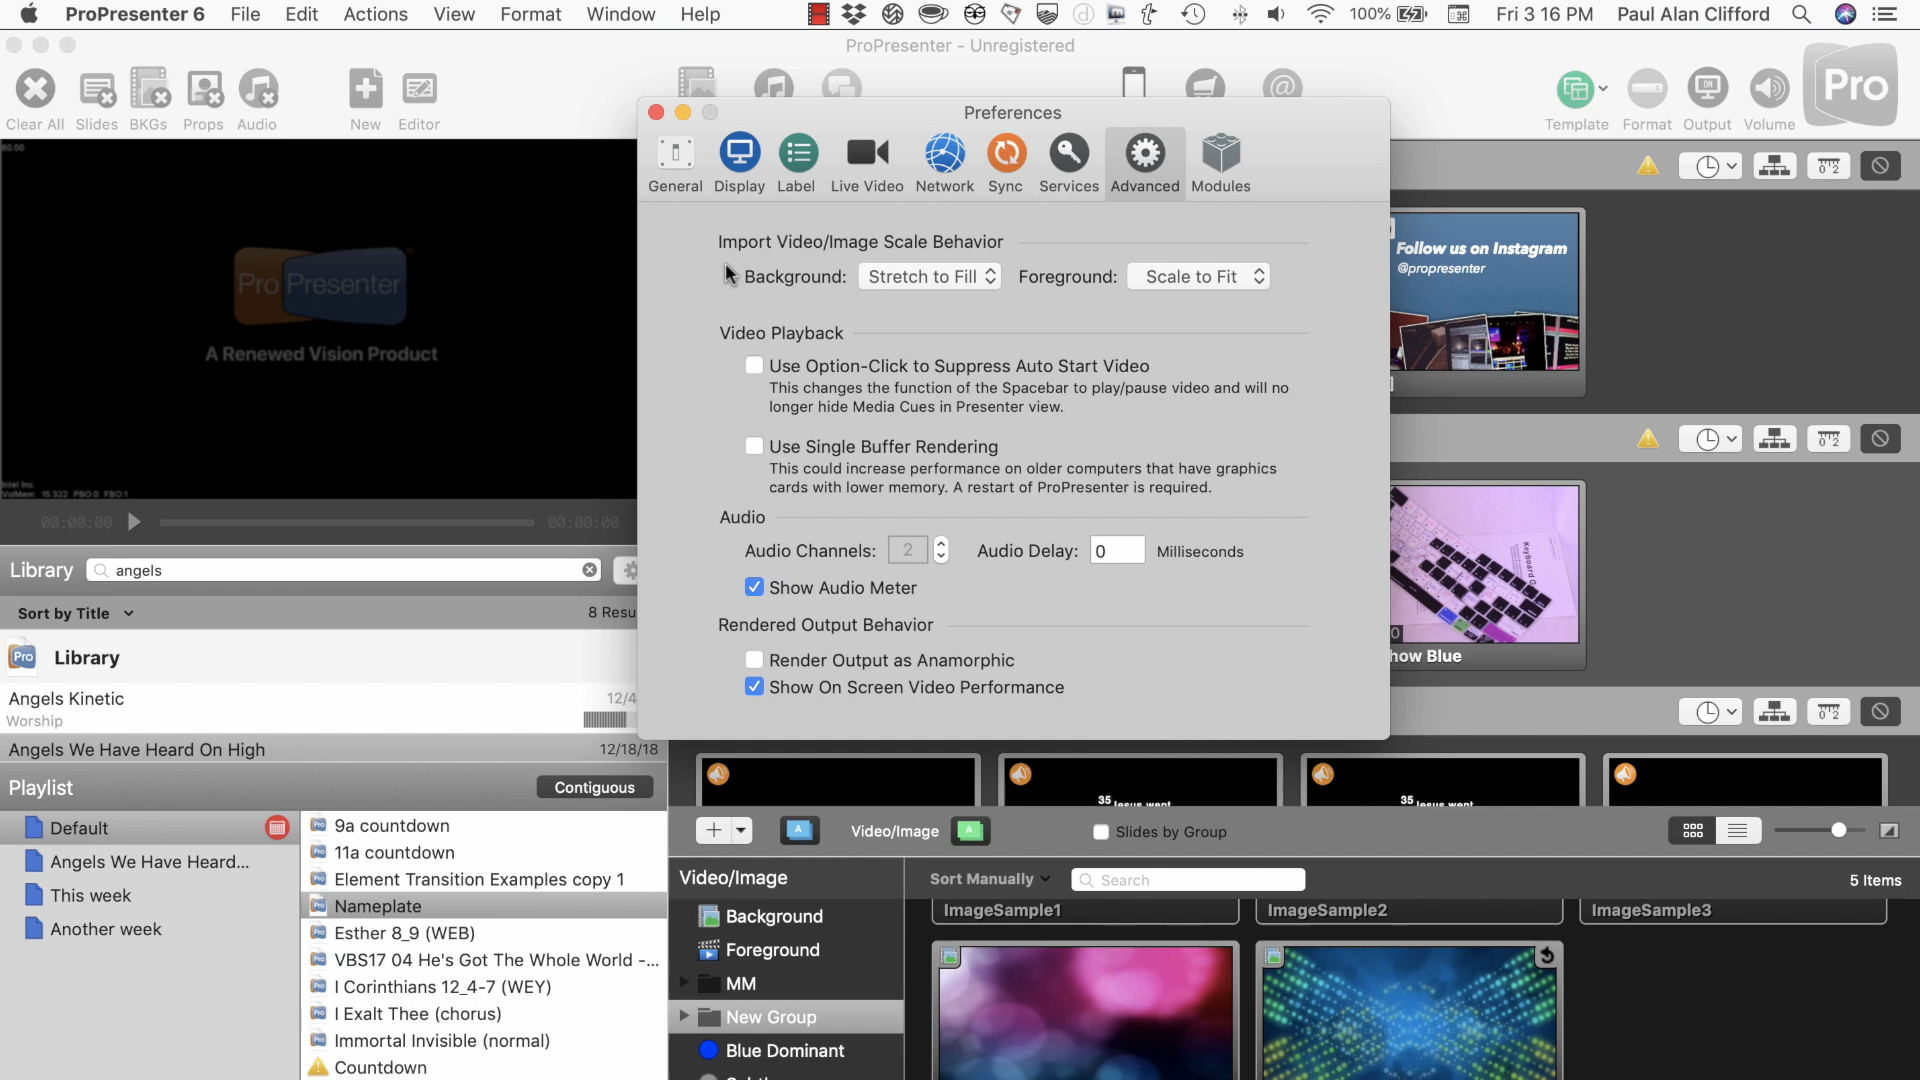 ProPresenter 6 File Edit Actions View Format Window Help 100% Fri 3 16 PM Paul Alan Clifford
ProPresenter - Unregistered
Clear All Slides BKGs Props Audio New Editor Template Format Output Volume Pro
Preferences
General Display Label Live Video Network Sync Services Advanced Modules
60.00
Pro Presenter
A Renewed Vision Product
Intel Inc.
Import Video/Image Scale Behavior
Background: Stretch to Fill Foreground: Scale to Fit
Video Playback
Use Option-Click to Suppress Auto Start Video
This changes the function of the Spacebar to play/pause video and will no
longer hide Media Cues in Presenter view.
Use Single Buffer Rendering
This could increase performance on older computers that have graphics
cards with lower memory. A restart of ProPresenter is required.
Audio
Audio Channels: 2 Audio Delay: 0 Milliseconds
Show Audio Meter
Rendered Output Behavior
Render Output as Anamorphic
Show On Screen Video Performance
Follow us on Instagram
@propresenter
how Blue
00:00:00 00:00:00
Library angels
Sort by Title 8 Resu
Pro Library
Angels Kinetic 12/4
Worship
Angels We Have Heard On High 12/18/18
Playlist Contiguous
Default
Angels We Have Heard...
This week
Another week
9a countdown
11a countdown
Element Transition Examples copy 1
Nameplate
Esther 8_9 (WEB)
VBS17 04 He's Got The Whole World -...
I Corinthians 12_4-7 (WEY)
I Exalt Thee (chorus)
Immortal Invisible (normal)
Countdown
35 Jesus went
35 Jesus went
A Video/Image A Slides by Group
Video/Image Sort Manually Search 5 Items
Background
Foreground
MM
New Group
Blue Dominant
ImageSample1 ImageSample2 ImageSample3